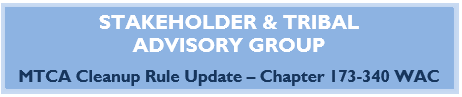 STAKEHOLDER & TRIBAL
ADVISORY GROUP
MTCA Cleanup Rule Update – Chapter 173-340 WAC